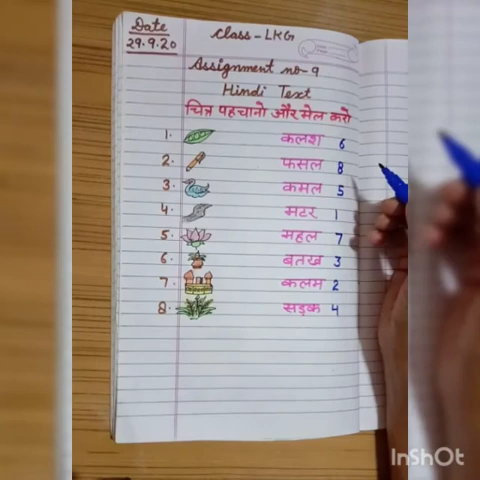 Date
29.9.20
Class - LKG
Assignment no-9
Hindi Text
चित्र पहचानो और मेल करो
1. कलश 6
2. फसल 8
3. कमल 5
4. मटर 1
5. महल 7
6. बतख 3
7. कलम 2
8. सड़क 4
InShOt